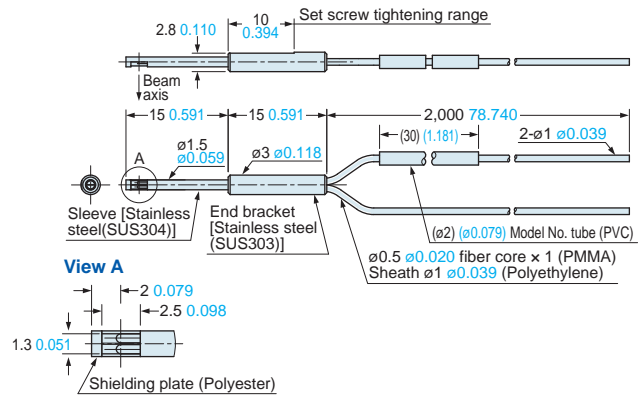 10
0.394
Set screw tightening range
2.8 0.110
Beam
axis
15 0.591
15 0.591
2,000 78.740
(30) (1.181)
2-ø1 ø0.039
ø1.5
ø0.059
ø3 ø0.118
A
Sleeve [Stainless
steel(SUS304)]
End bracket
[Stainless steel
(SUS303)]
(ø2) (ø0.079) Model No. tube (PVC)
ø0.5 ø0.020 fiber core × 1 (PMMA)
Sheath ø1 ø0.039 (Polyethylene)
View A
2 0.079
2.5 0.098
1.3 0.051
Shielding plate (Polyester)